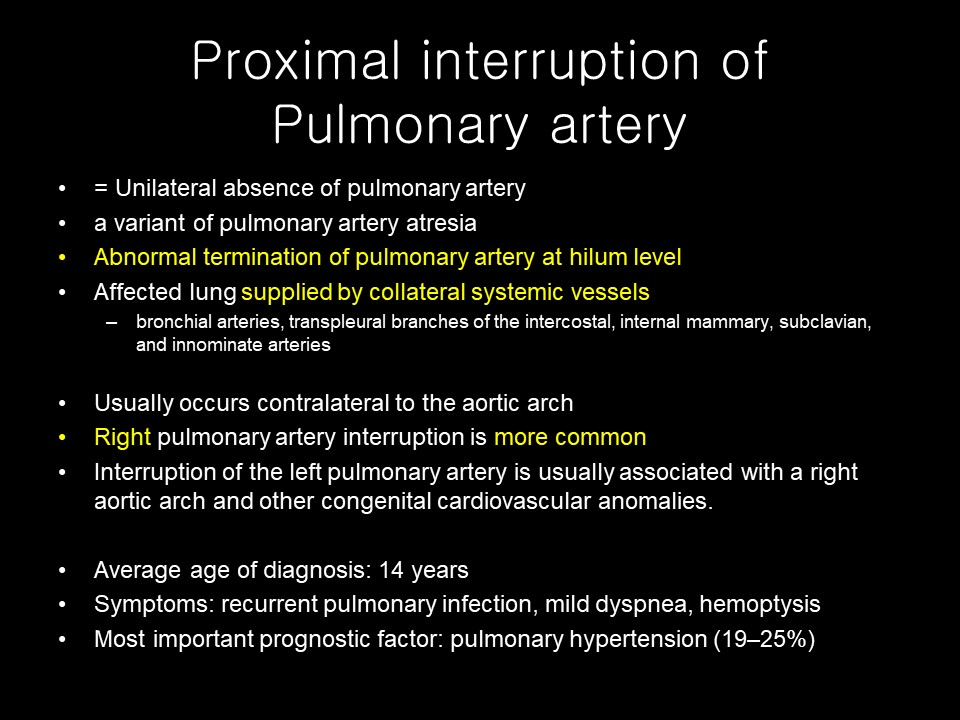 Proximal interruption of
Pulmonary artery
• = Unilateral absence of pulmonary artery
• a variant of pulmonary artery atresia
• Abnormal termination of pulmonary artery at hilum level
• Affected lung supplied by collateral systemic vessels
– bronchial arteries, transpleural branches of the intercostal, internal mammary, subclavian,
and innominate arteries
• Usually occurs contralateral to the aortic arch
• Right pulmonary artery interruption is more common
• Interruption of the left pulmonary artery is usually associated with a right
aortic arch and other congenital cardiovascular anomalies.
• Average age of diagnosis: 14 years
• Symptoms: recurrent pulmonary infection, mild dyspnea, hemoptysis
• Most important prognostic factor: pulmonary hypertension (19–25%)